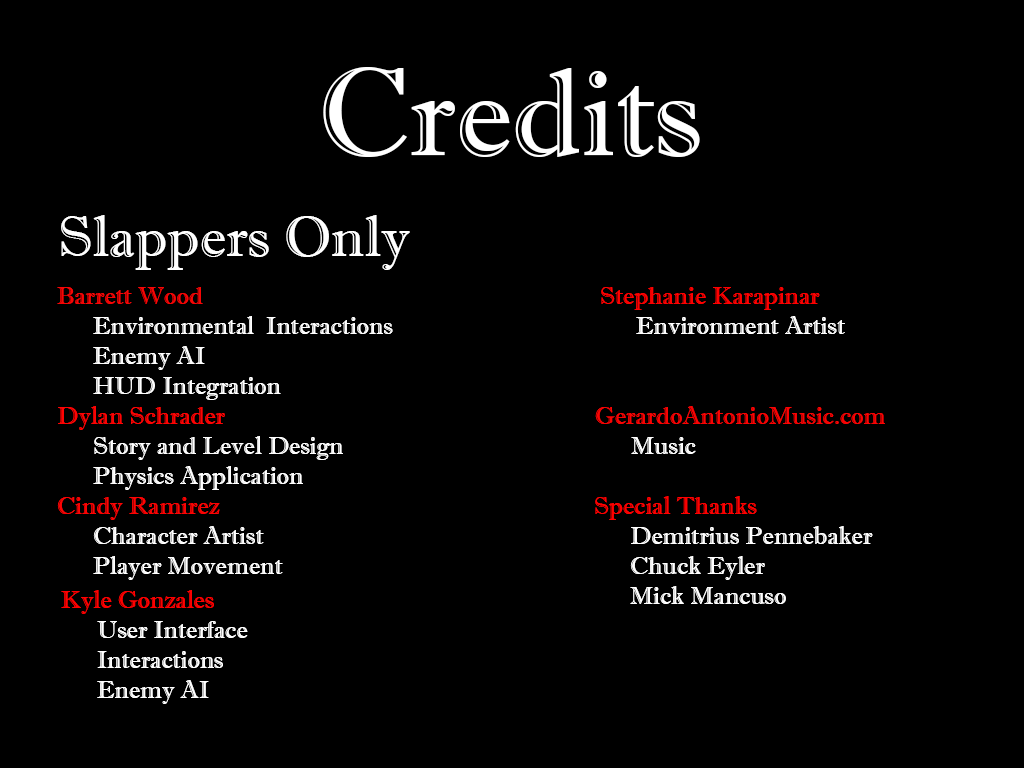 Credits
Slappers Only
Barrett Wood
Environmental Interactions
Enemy AI
HUD Integration
Dylan Schrader
Story and Level Design
Physics Application
Cindy Ramirez
Character Artist
Player Movement
Kyle Gonzales
User Interface
Interactions
Enemy AI
Stephanie Karapinar
Environment Artist
GerardoAntonioMusic.com
Music
Special Thanks
Demitrius Pennebaker
Chuck Eyler
Mick Mancuso